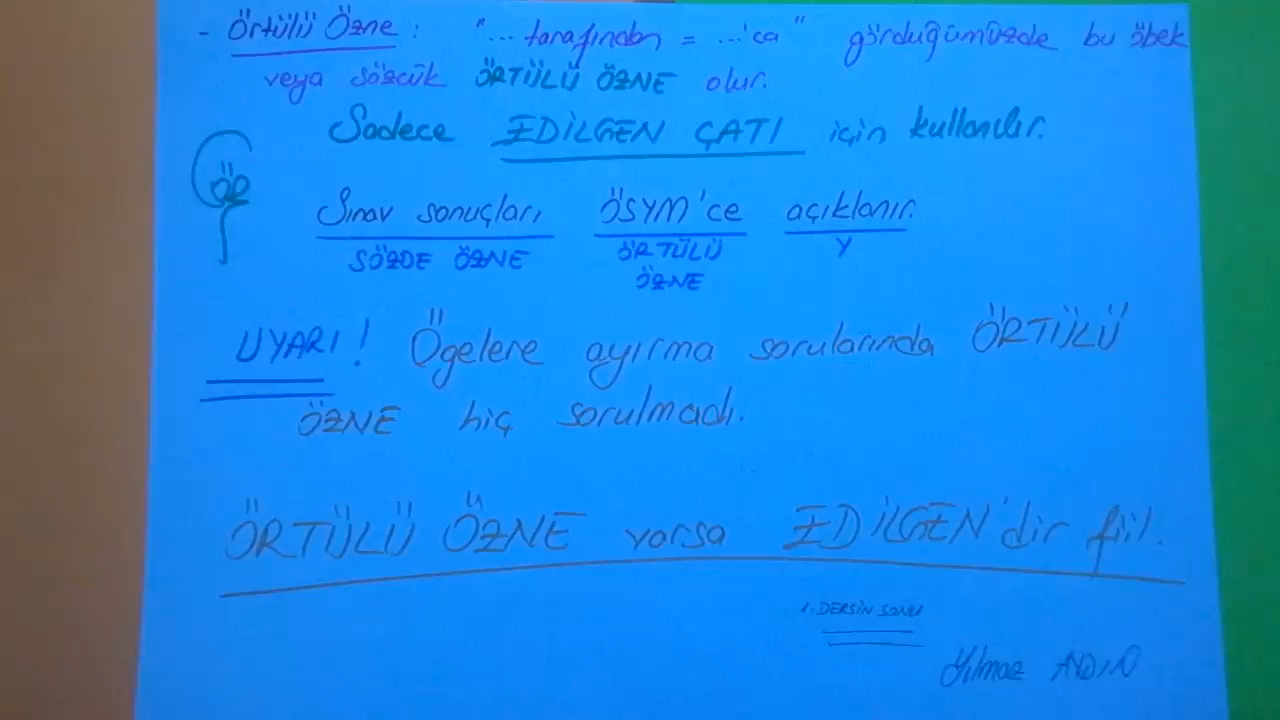 - Örtülü Özne : "... tarafından = ...'ca" gördüğümüzde bu öbek
veya sözcük ÖRTÜLÜ ÖZNE olur.
Sadece EDİLGEN ÇATI için kullanılır.
ÖR
Sınav sonuçları ÖSYM'ce açıklanır.
SÖZDE ÖZNE ÖRTÜLÜ ÖZNE Y
UYARI! Ögelere ayırma sorularında ÖRTÜLÜ
ÖZNE hiç sorulmadı.
ÖRTÜLÜ ÖZNE varsa EDİLGEN'dir fiil.
1. DERSİN SONU
Yılmaz AYDIN